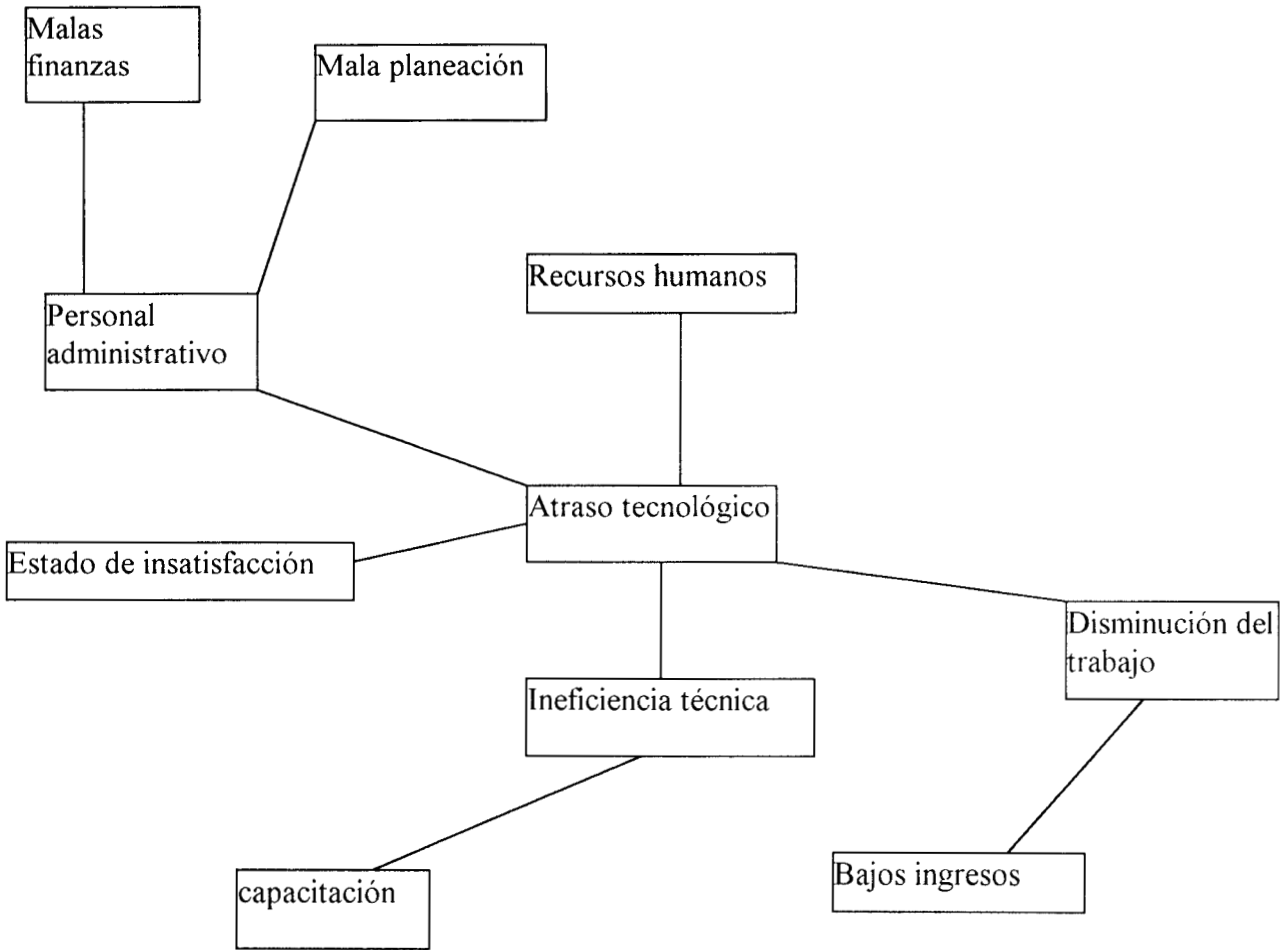 Malas
finanzas
Mala planeación
Recursos humanos
Personal
administrativo
Atraso tecnológico
Estado de insatisfacción
Disminución del
trabajo
Ineficiencia técnica
capacitación
Bajos ingresos